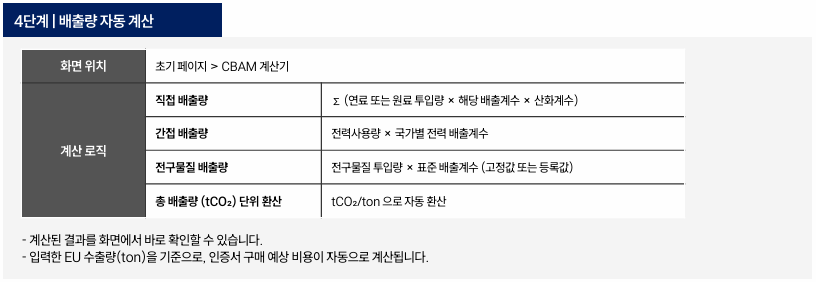 4단계 | 배출량 자동 계산
화면 위치
초기 페이지 > CBAM 계산기
계산 로직
직접 배출량
Σ (연료 또는 원료 투입량 × 해당 배출계수 × 산화계수)
간접 배출량
전력사용량 × 국가별 전력 배출계수
전구물질 배출량
전구물질 투입량 × 표준 배출계수 (고정값 또는 등록값)
총 배출량 (tCO₂) 단위 환산
tCO₂/ton 으로 자동 환산
- 계산된 결과를 화면에서 바로 확인할 수 있습니다.
- 입력한 EU 수출량(ton)을 기준으로, 인증서 구매 예상 비용이 자동으로 계산됩니다.